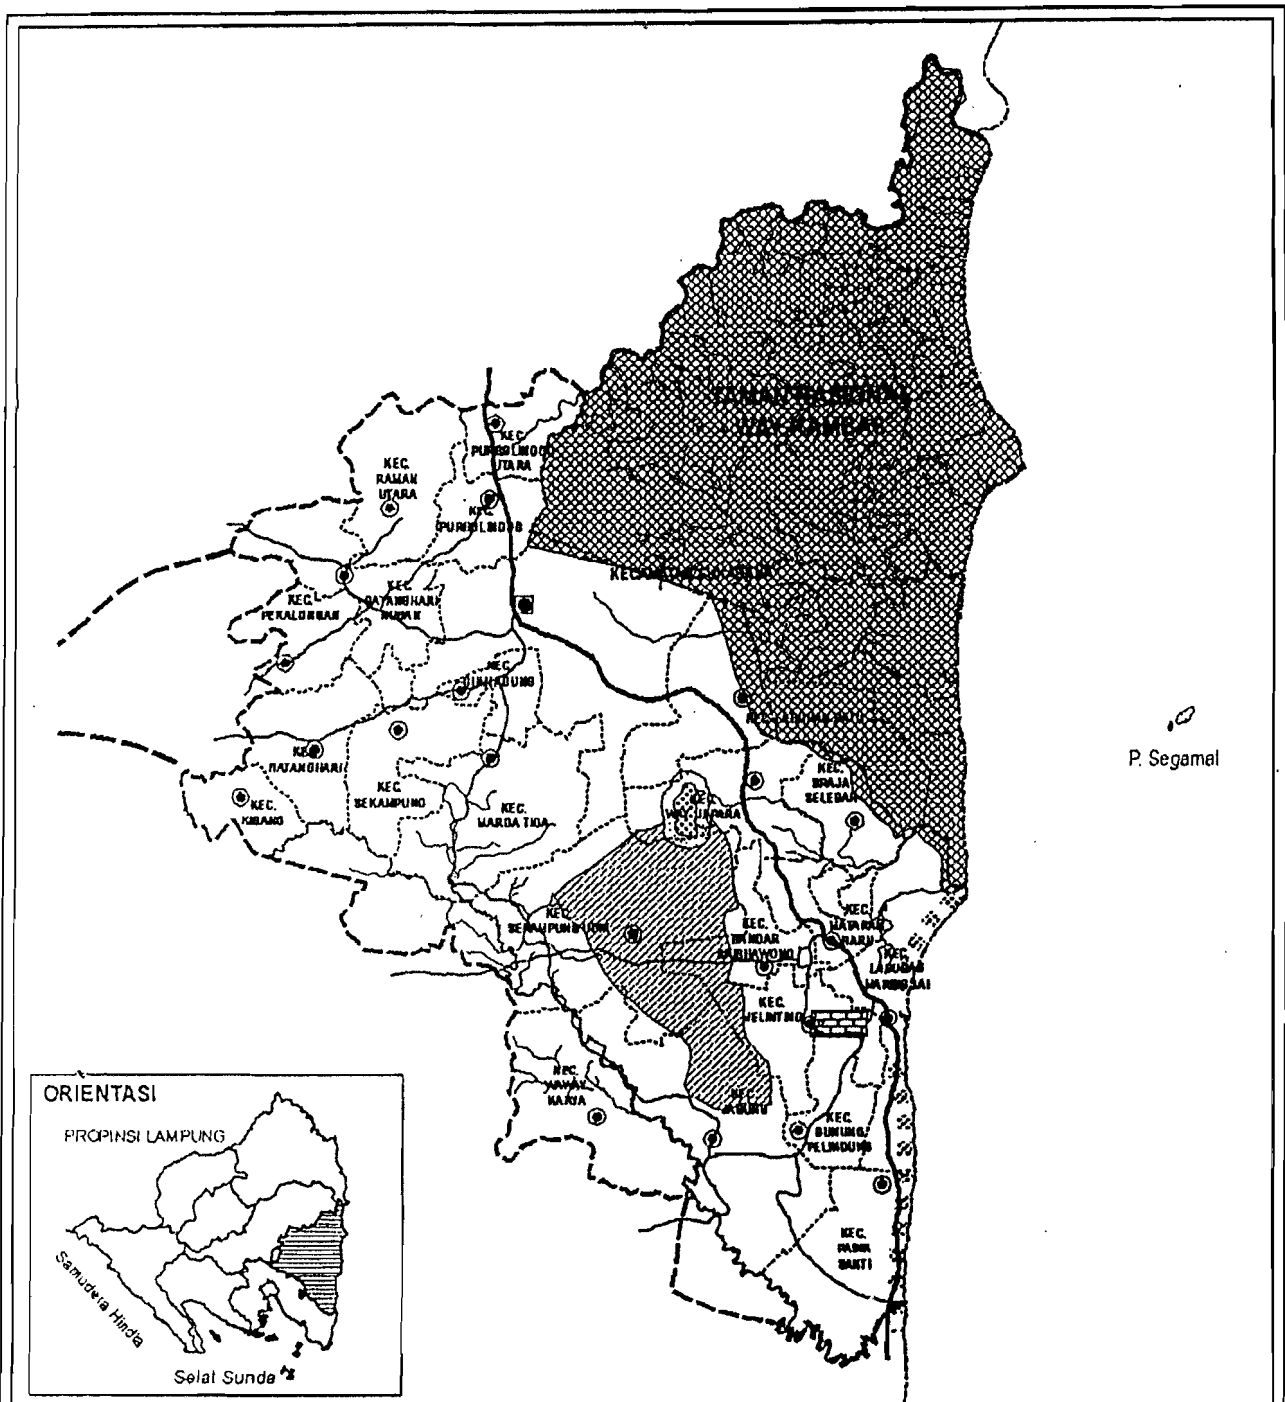 TAMAN NASIONAL
WAY KAMBAS
KEC.
PURBOLINGGO
UTARA
KEC.
RAMAN
UTARA
KEC.
PURBOLINGGO
KEC.
BATANGHARI
NUBAN
KEC.
PEKALONGAN
KEC.
P. Segamal
KEC.
BATANGHARI
KEC.
BRAJA
SELEBAH
KEC.
SEKAMPUNG
KEC.
MARGA TIGA
KEC.
WAY JEPARA
KEC.
KIBANG
KEC.
SEKAMPUNG UDIK
KEC.
BANDAR
SRIBHAWONO
KEC.
MATARAM
BARU
KEC.
LABUHAN
MARINGGAI
KEC.
MELINTING
KEC.
WAWAY
KARYA
KEC.
JABUNG
KEC.
GUNUNG
PELINDUNG
KEC.
PASIR
SAKTI
ORIENTASI
PROPINSI LAMPUNG
Samudera Hindia
Selat Sunda